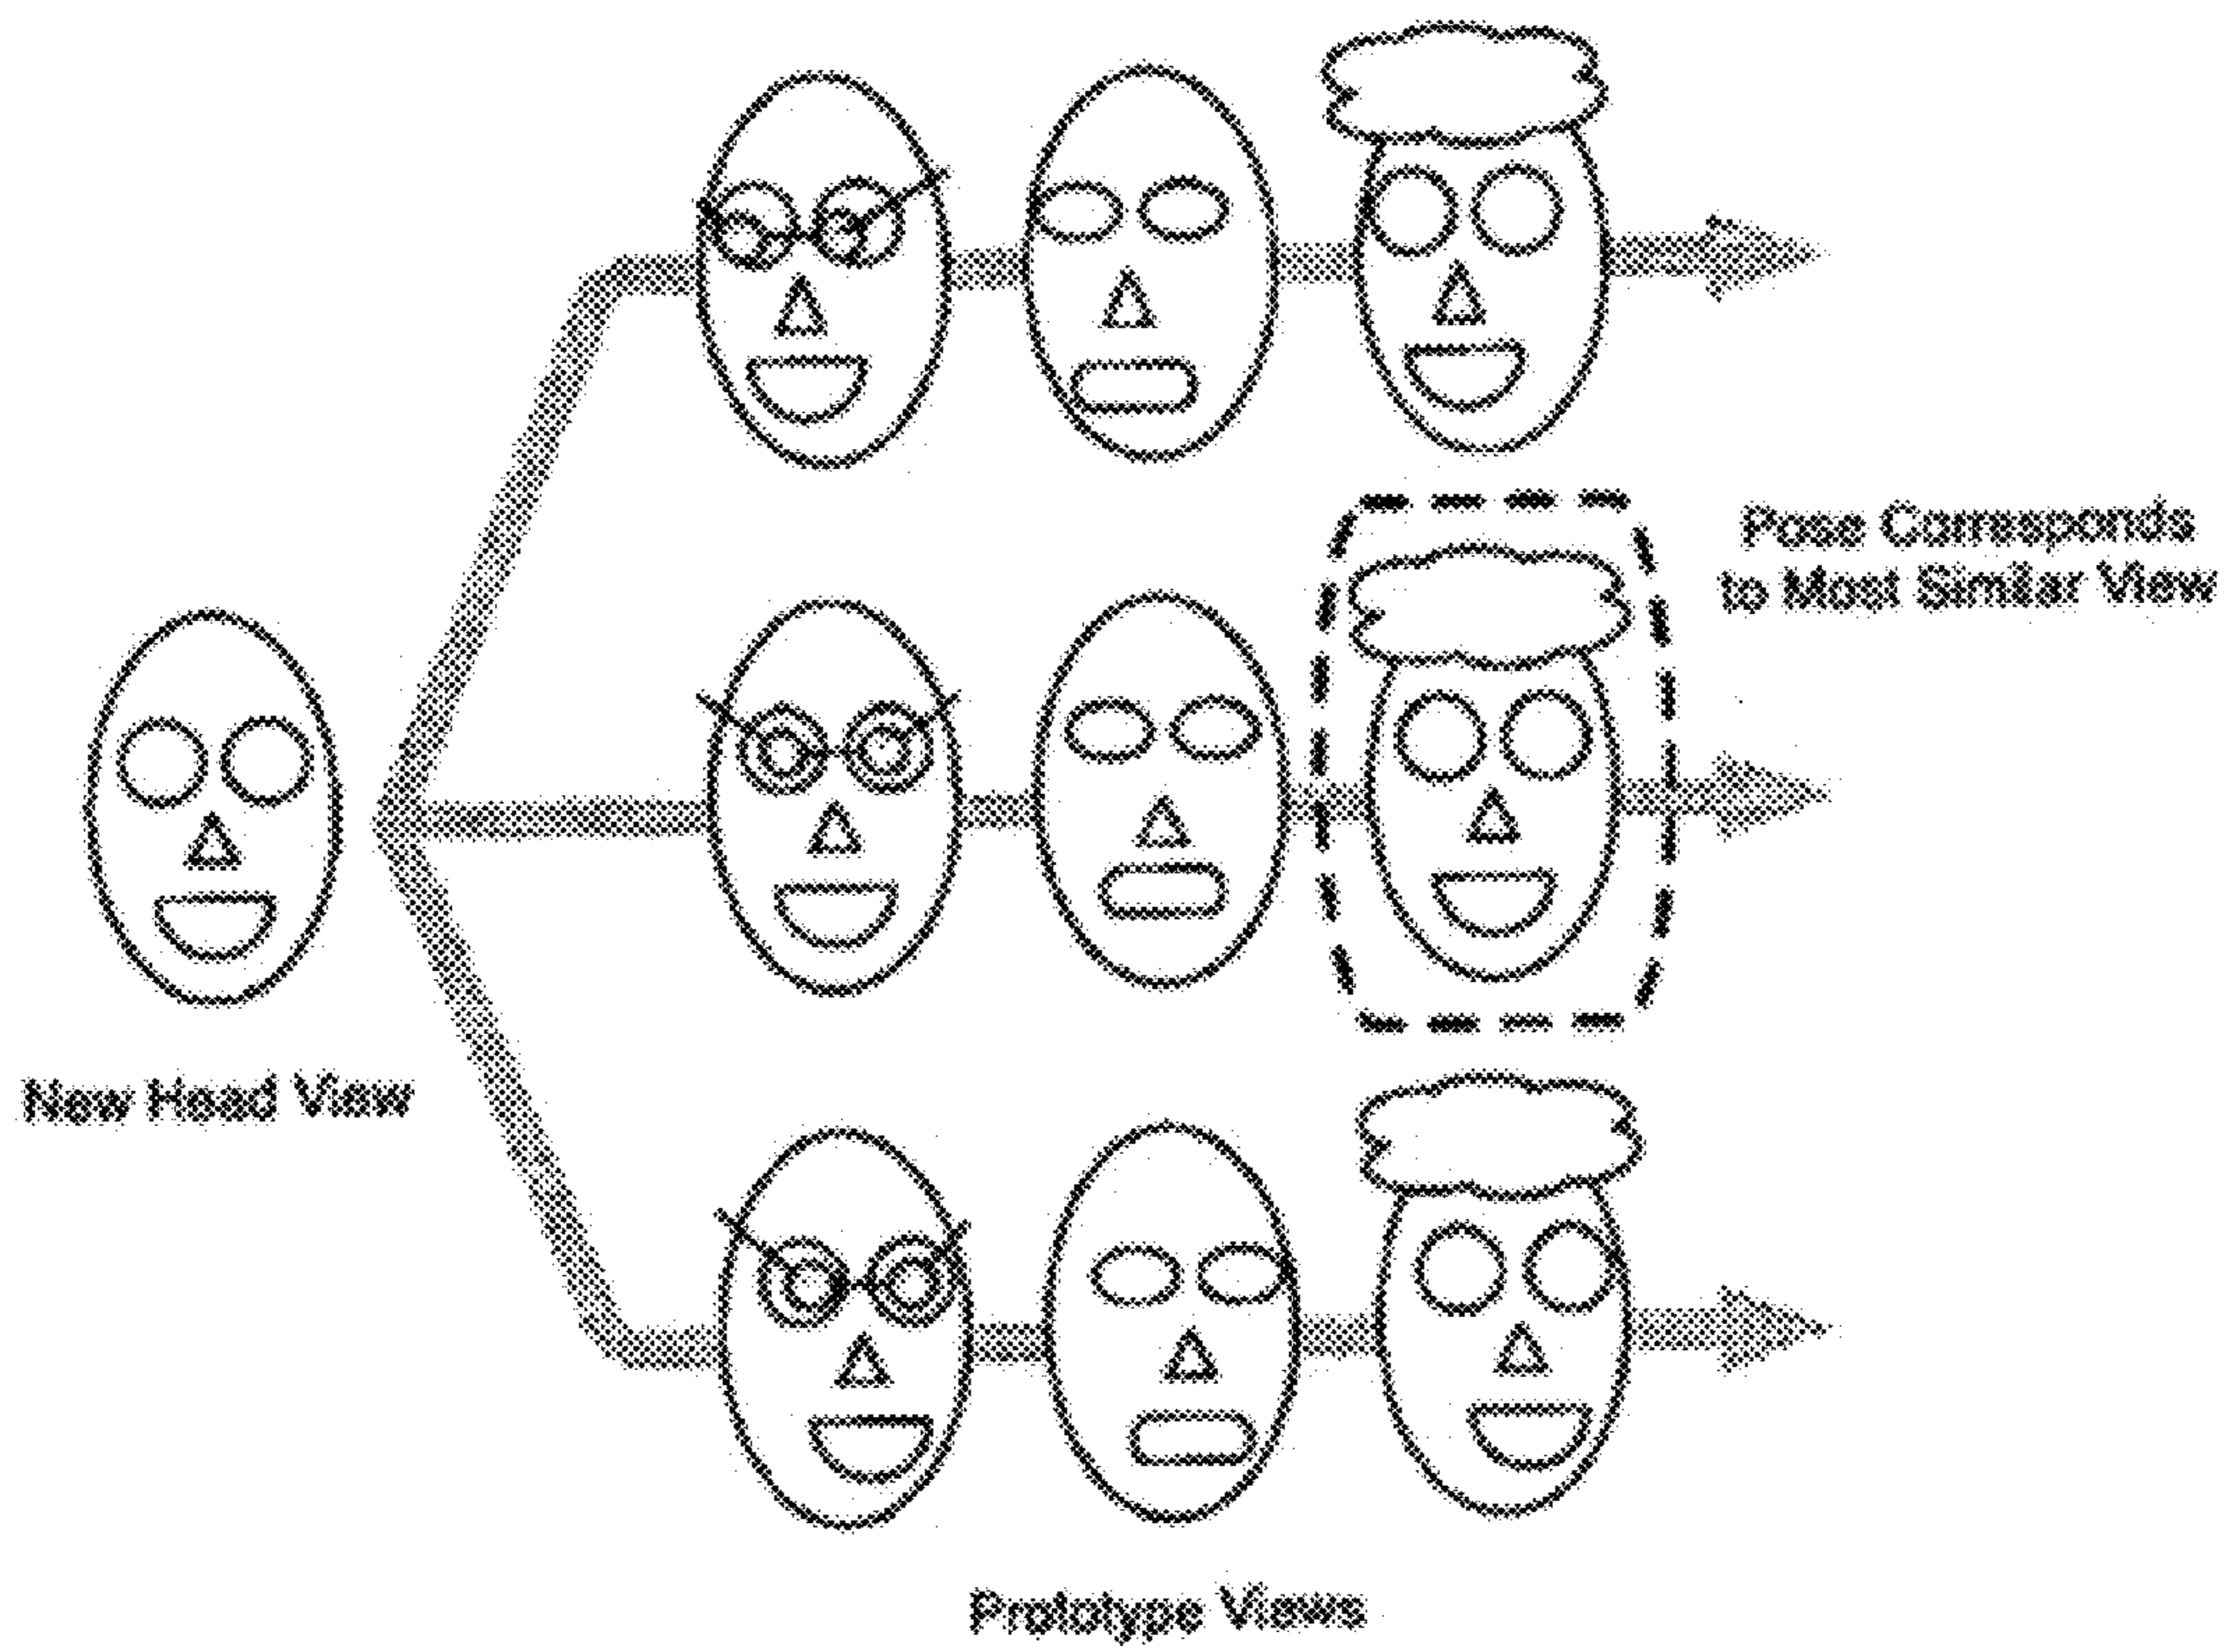 Pose Corresponds
to Most Similar View
New Head View
Prototype Views